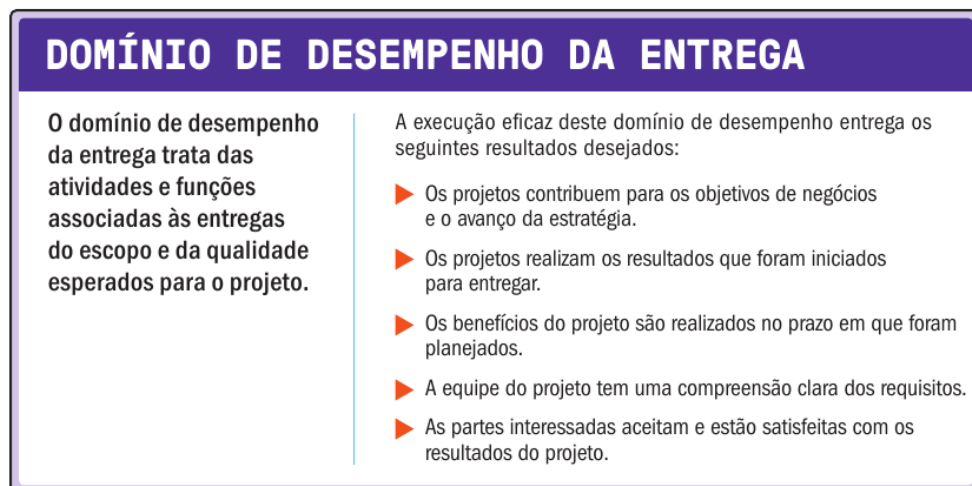 DOMÍNIO DE DESEMPENHO DA ENTREGA
O domínio de desempenho
da entrega trata das
atividades e funções
associadas às entregas
do escopo e da qualidade
esperados para o projeto.
A execução eficaz deste domínio de desempenho entrega os
seguintes resultados desejados:
Os projetos contribuem para os objetivos de negócios
e o avanço da estratégia.
Os projetos realizam os resultados que foram iniciados
para entregar.
Os benefícios do projeto são realizados no prazo em que foram
planejados.
A equipe do projeto tem uma compreensão clara dos requisitos.
As partes interessadas aceitam e estão satisfeitas com os
resultados do projeto.